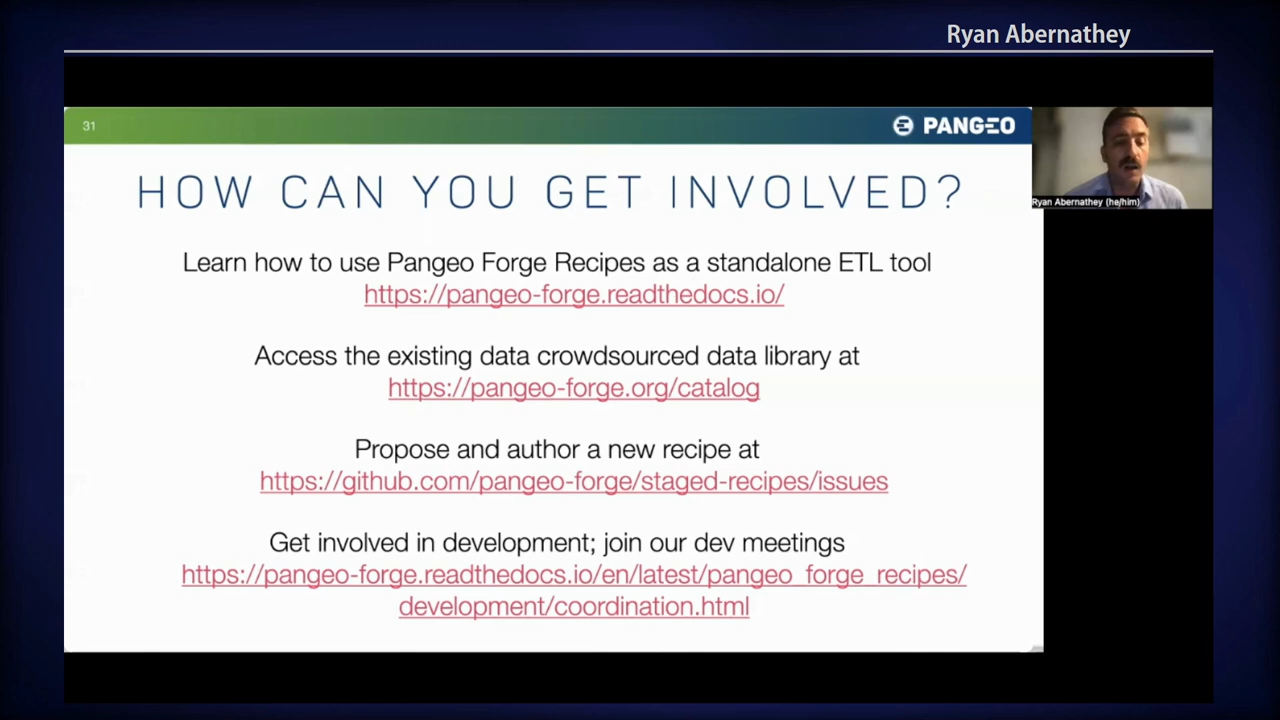 Ryan Abernathey
31
PANGEO
Ryan Abernathey (he/him)
HOW CAN YOU GET INVOLVED?
Learn how to use Pangeo Forge Recipes as a standalone ETL tool
https://pangeo-forge.readthedocs.io/
Access the existing data crowdsourced data library at
https://pangeo-forge.org/catalog
Propose and author a new recipe at
https://github.com/pangeo-forge/staged-recipes/issues
Get involved in development; join our dev meetings
https://pangeo-forge.readthedocs.io/en/latest/pangeo_forge_recipes/
development/coordination.html